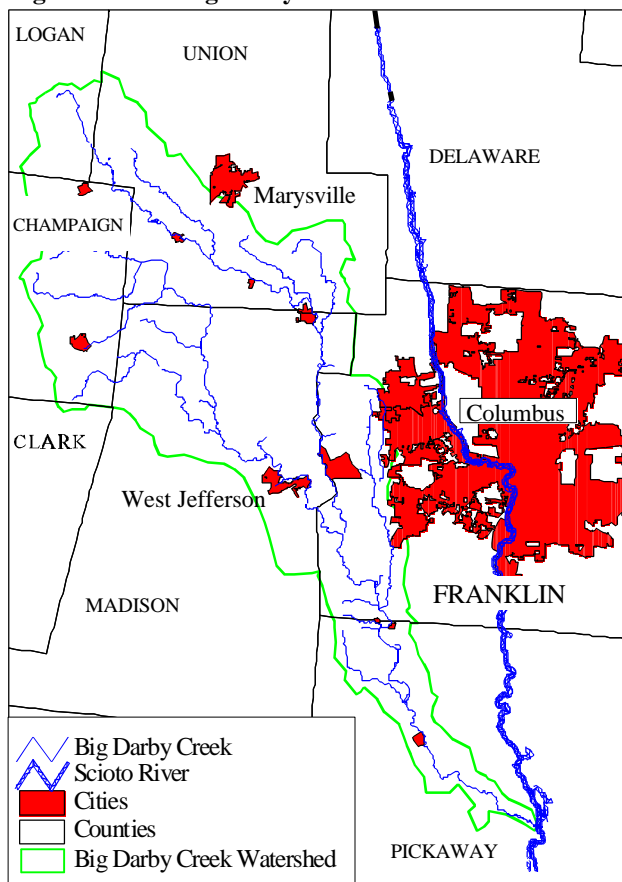 LOGAN
UNION
DELAWARE
Marysville
CHAMPAIGN
Columbus
CLARK
West Jefferson
FRANKLIN
MADISON
Big Darby Creek
Scioto River
Cities
Counties
Big Darby Creek Watershed
PICKAWAY